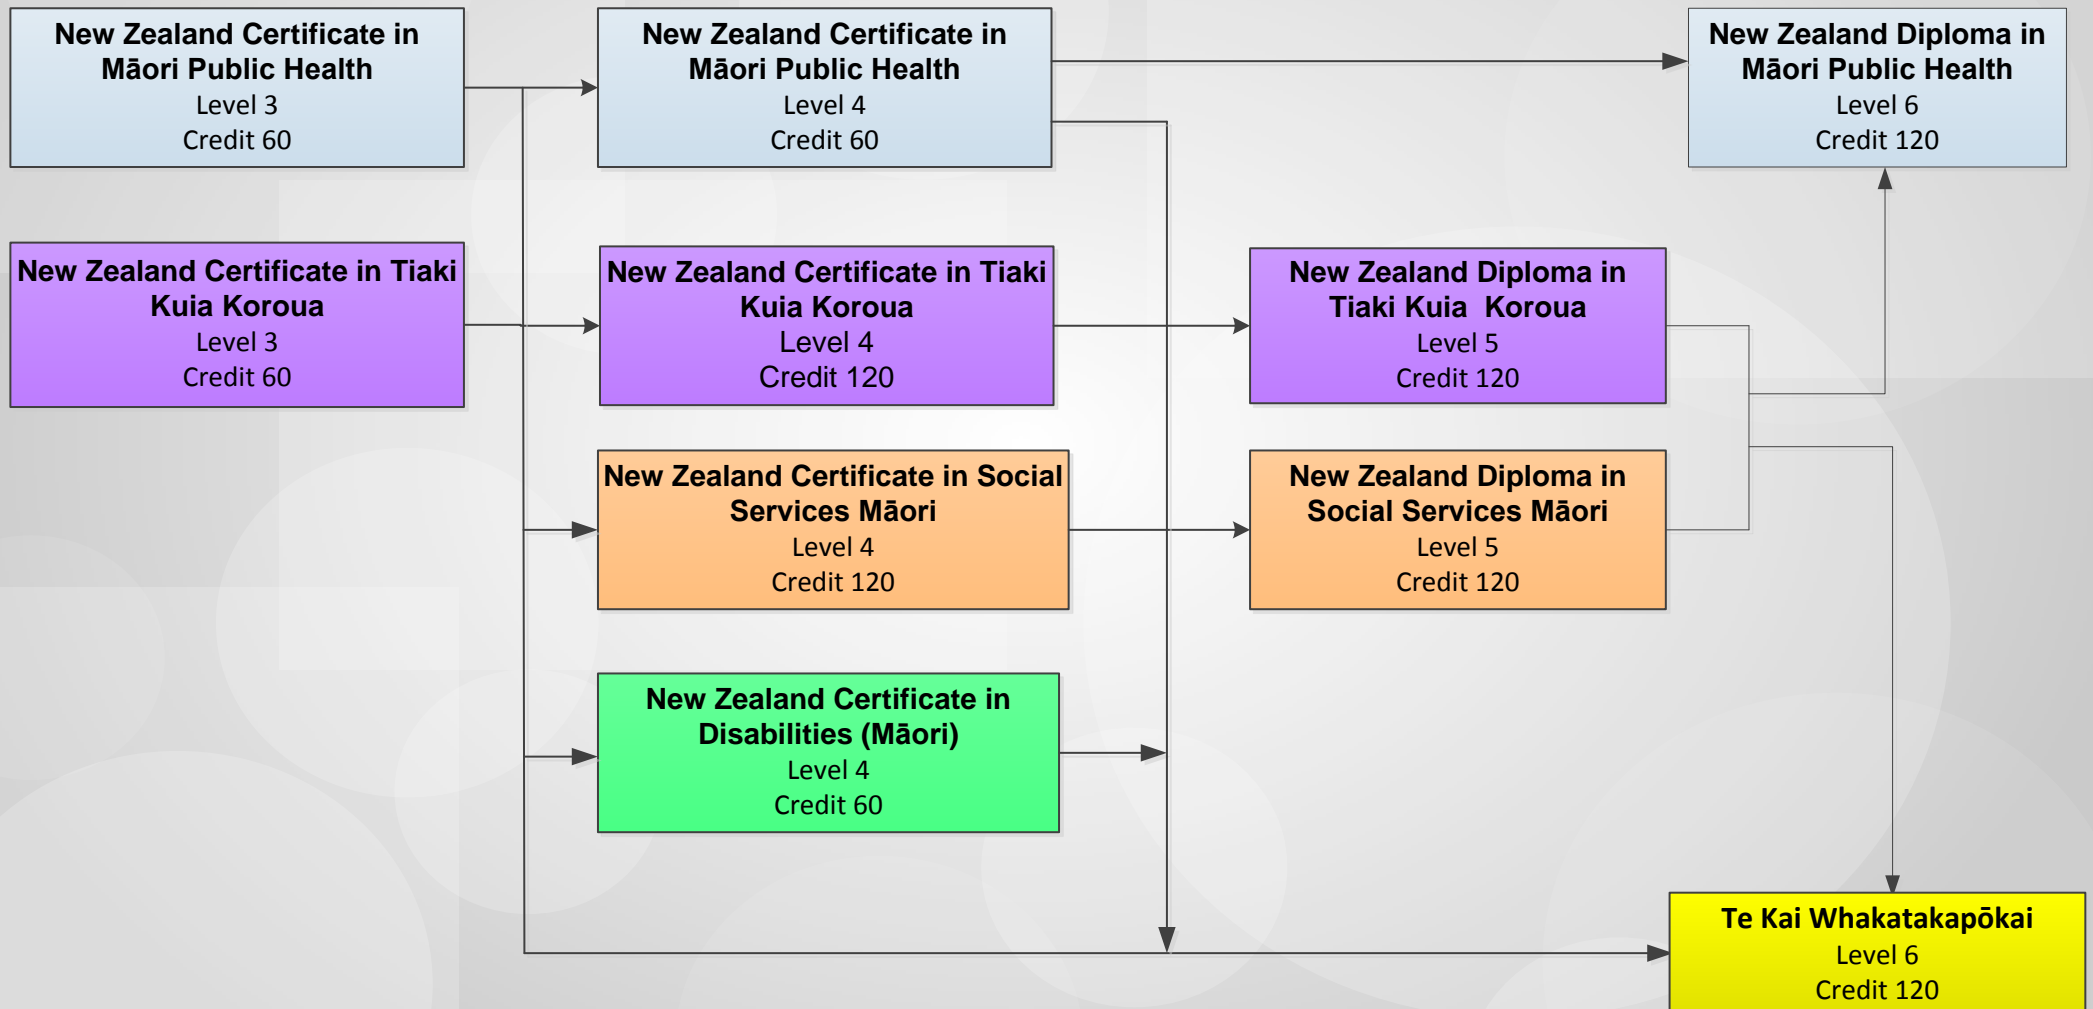 New Zealand Certificate in
Māori Public Health
Level 3
Credit 60
New Zealand Certificate in
Māori Public Health
Level 4
Credit 60
New Zealand Diploma in
Māori Public Health
Level 6
Credit 120
New Zealand Certificate in Tiaki
Kuia Koroua
Level 3
Credit 60
New Zealand Certificate in Tiaki
Kuia Koroua
Level 4
Credit 120
New Zealand Diploma in
Tiaki Kuia  Koroua
Level 5
Credit 120
New Zealand Certificate in Social
Services Māori
Level 4
Credit 120
New Zealand Diploma in
Social Services Māori
Level 5
Credit 120
New Zealand Certificate in
Disabilities (Māori)
Level 4
Credit 60
Te Kai Whakatakapōkai
Level 6
Credit 120